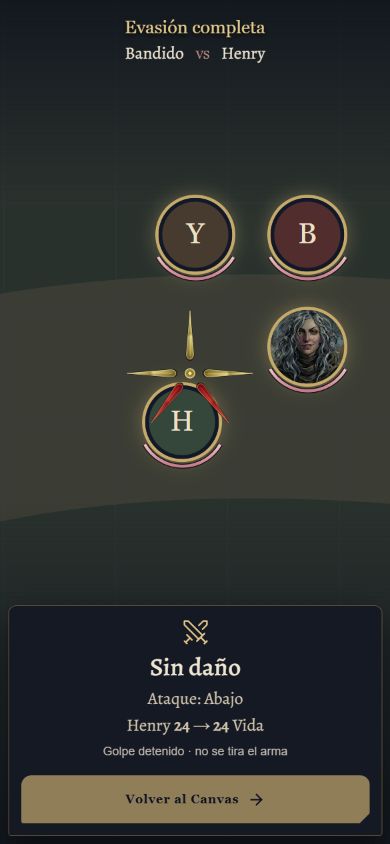 Evasión completa
Bandido vs Henry
Y B
H
Sin daño
Ataque: Abajo
Henry 24 → 24 Vida
Golpe detenido · no se tira el arma
Volver al Canvas →